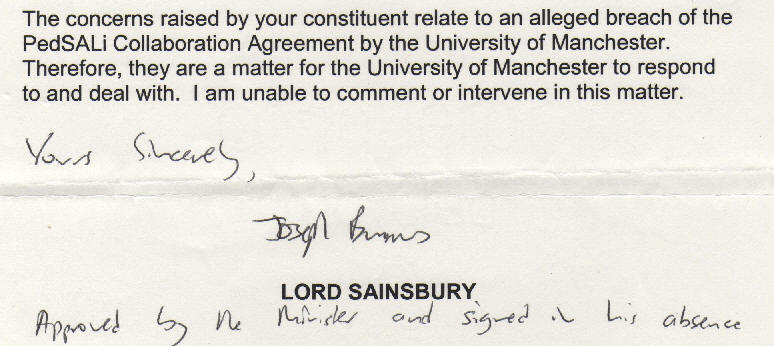 The concerns raised by your constituent relate to an alleged breach of the
PedSALi Collaboration Agreement by the University of Manchester.
Therefore, they are a matter for the University of Manchester to respond
to and deal with.  I am unable to comment or intervene in this matter.
Yours Sincerely,
Joseph
LORD SAINSBURY
Approved by the Minister and signed in his absence